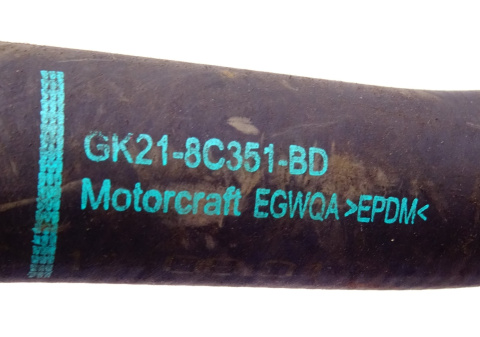 GK21-8C351-BD
Motorcraft EGWQA >EPDM<